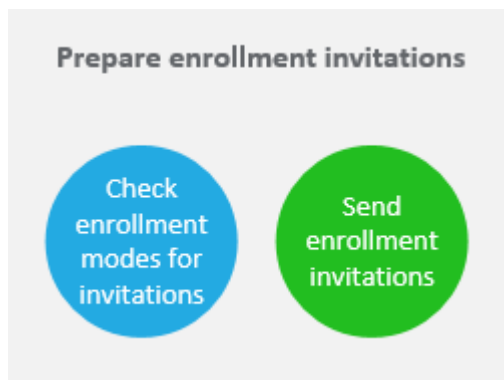 Prepare enrollment invitations
Check
enrollment
modes for
invitations
Send
enrollment
invitations